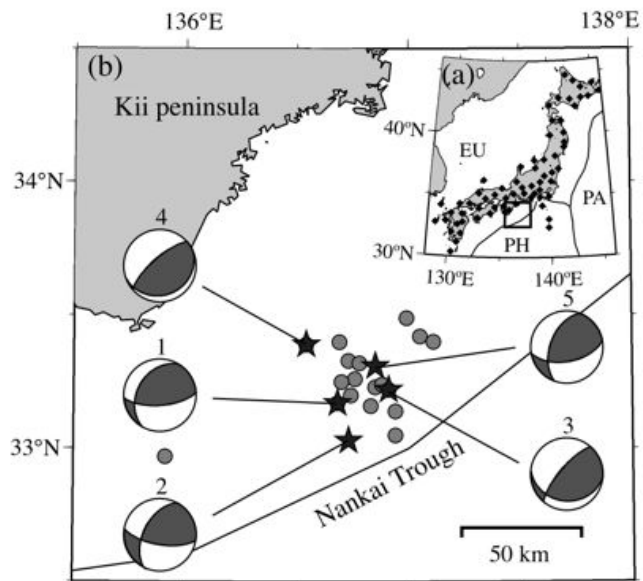 136°E
138°E
(b)
(a)
Kii peninsula
40°N
EU
PA
34°N
30°N
PH
130°E
140°E
4
5
1
33°N
3
2
Nankai Trough
50 km